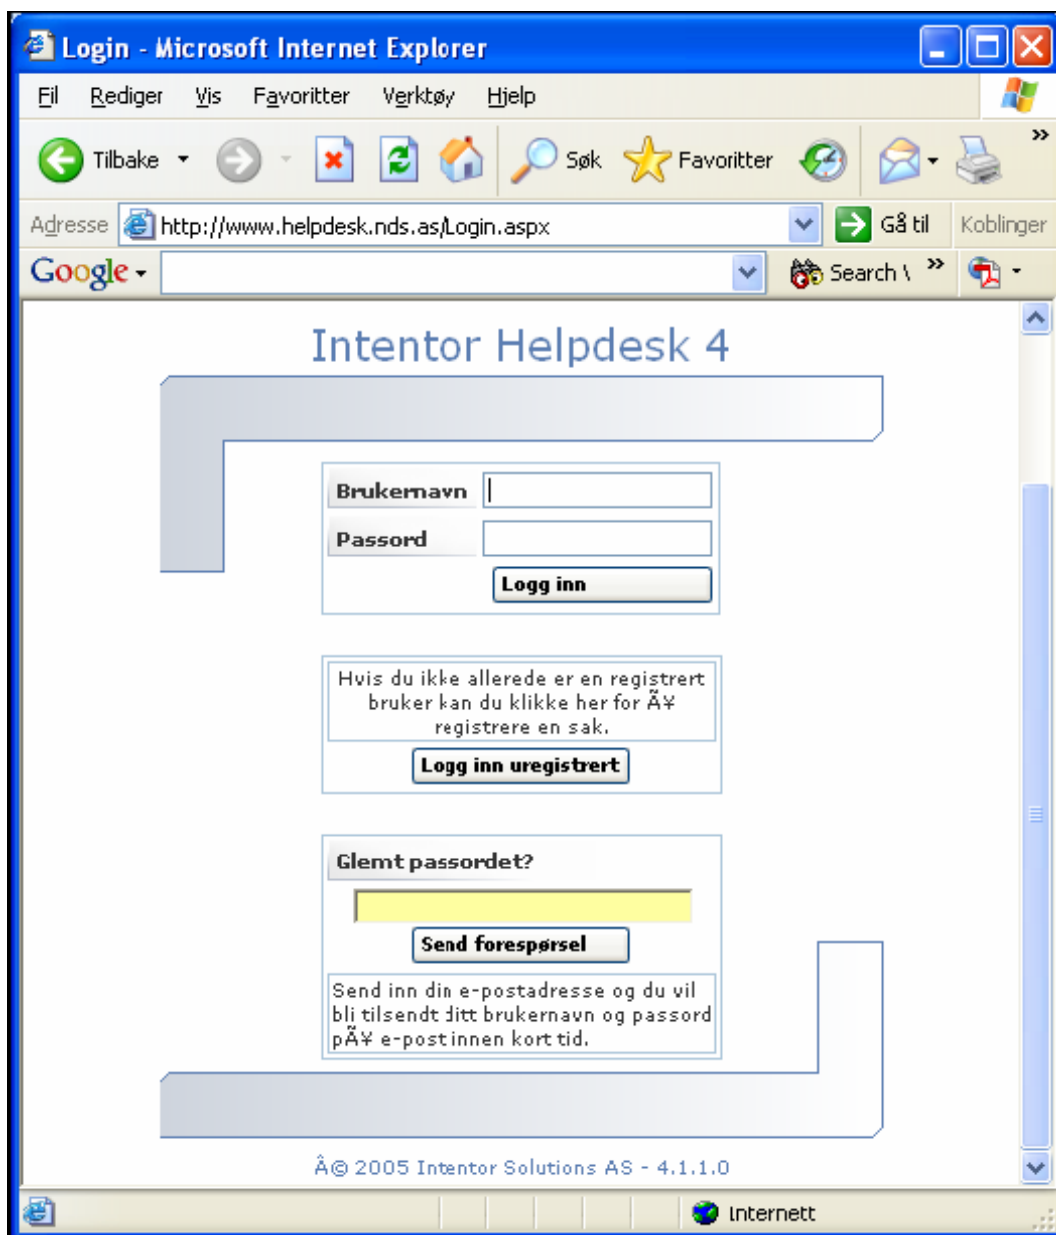 Login - Microsoft Internet Explorer
Fil Rediger Vis Favoritter Verktøy Hjelp
Tilbake Søk Favoritter »
Adresse http://www.helpdesk.nds.as/Login.aspx Gå til Koblinger
Google Search \ »
Intentor Helpdesk 4
Brukernavn
Passord
Logg inn
Hvis du ikke allerede er en registrert
bruker kan du klikke her for Ã¥
registrere en sak.
Logg inn uregistrert
Glemt passordet?
Send forespørsel
Send inn din e-postadresse og du vil
bli tilsendt ditt brukernavn og passord
pÃ¥ e-post innen kort tid.
Â© 2005 Intentor Solutions AS - 4.1.1.0
Internett